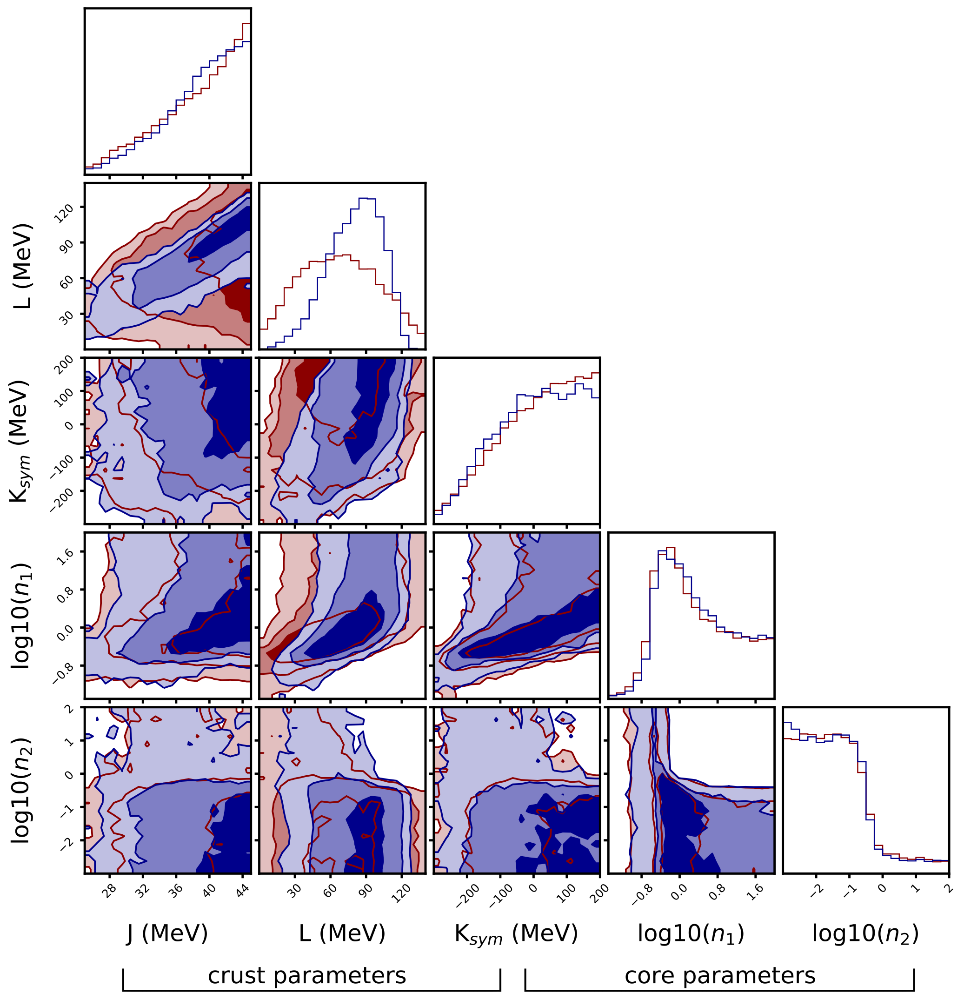 L (MeV)
120
90
60
30
K_sym (MeV)
200
100
0
−100
−200
log10(n_1)
1.6
0.8
0.0
−0.8
log10(n_2)
2
1
0
−1
−2
28 32 36 40 44
30 60 90 120
−200 −100 0 100 200
−0.8 0.0 0.8 1.6
−2 −1 0 1 2
J (MeV) L (MeV) K_sym (MeV) log10(n_1) log10(n_2)
crust parameters core parameters